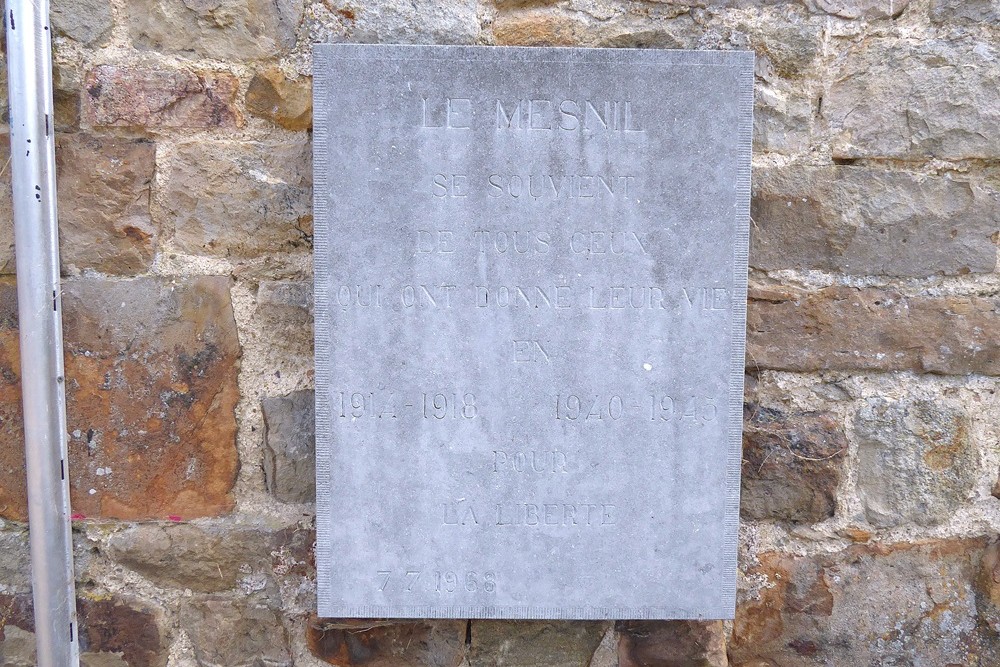 LE MESNIL
SE SOUVIENT
DE TOUS CEUX
QUI ONT DONNÉ LEUR VIE
EN
1914-1918 1940-1945
POUR
LA LIBERTE
7 7 1968